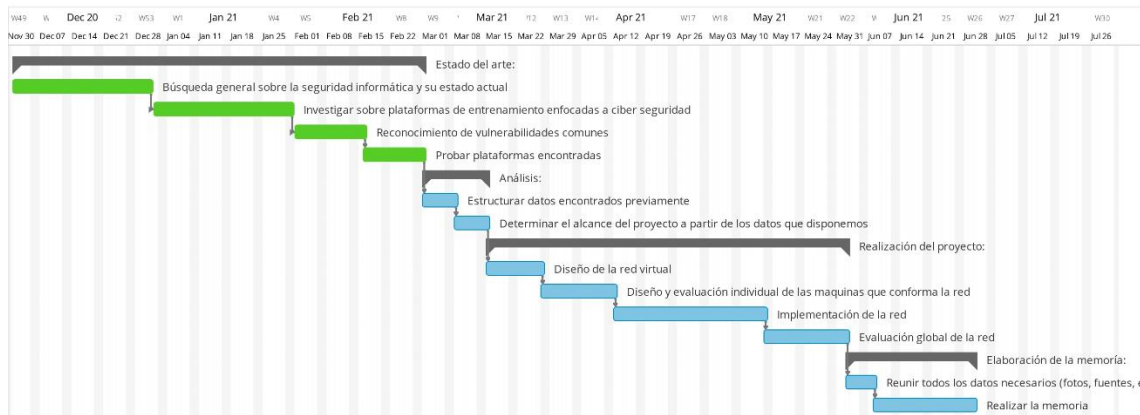 Dec 20 Jan 21 Feb 21 Mar 21 Apr 21 May 21 Jun 21 Jul 21
W49 W53 W1 W4 W5 W8 W9 W13 W17 W18 W21 W22 W26 W27 W30
Nov 30 Dec 07 Dec 14 Dec 21 Dec 28 Jan 04 Jan 11 Jan 18 Jan 25 Feb 01 Feb 08 Feb 15 Feb 22 Mar 01 Mar 08 Mar 15 Mar 22 Mar 29 Apr 05 Apr 12 Apr 19 Apr 26 May 03 May 10 May 17 May 24 May 31 Jun 07 Jun 14 Jun 21 Jun 28 Jul 05 Jul 12 Jul 19 Jul 26
Estado del arte:
Búsqueda general sobre la seguridad informática y su estado actual
Investigar sobre plataformas de entrenamiento enfocadas a ciber seguridad
Reconocimiento de vulnerabilidades comunes
Probar plataformas encontradas
Análisis:
Estructurar datos encontrados previamente
Determinar el alcance del proyecto a partir de los datos que disponemos
Realización del proyecto:
Diseño de la red virtual
Diseño y evaluación individual de las maquinas que conforma la red
Implementación de la red
Evaluación global de la red
Elaboración de la memoría:
Reunir todos los datos necesarios (fotos, fuentes, e
Realizar la memoria